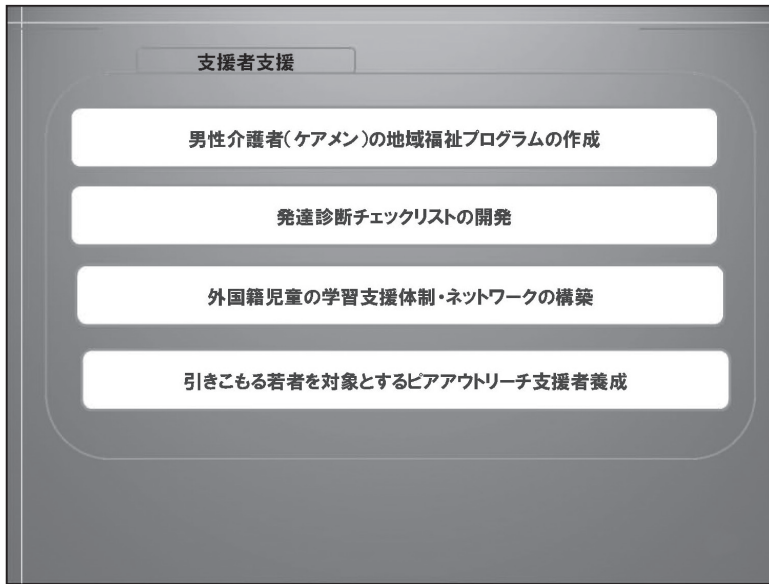 支援者支援
男性介護者(ケアメン)の地域福祉プログラムの作成
発達診断チェックリストの開発
外国籍児童の学習支援体制・ネットワークの構築
引きこもる若者を対象とするピアアウトリーチ支援者養成